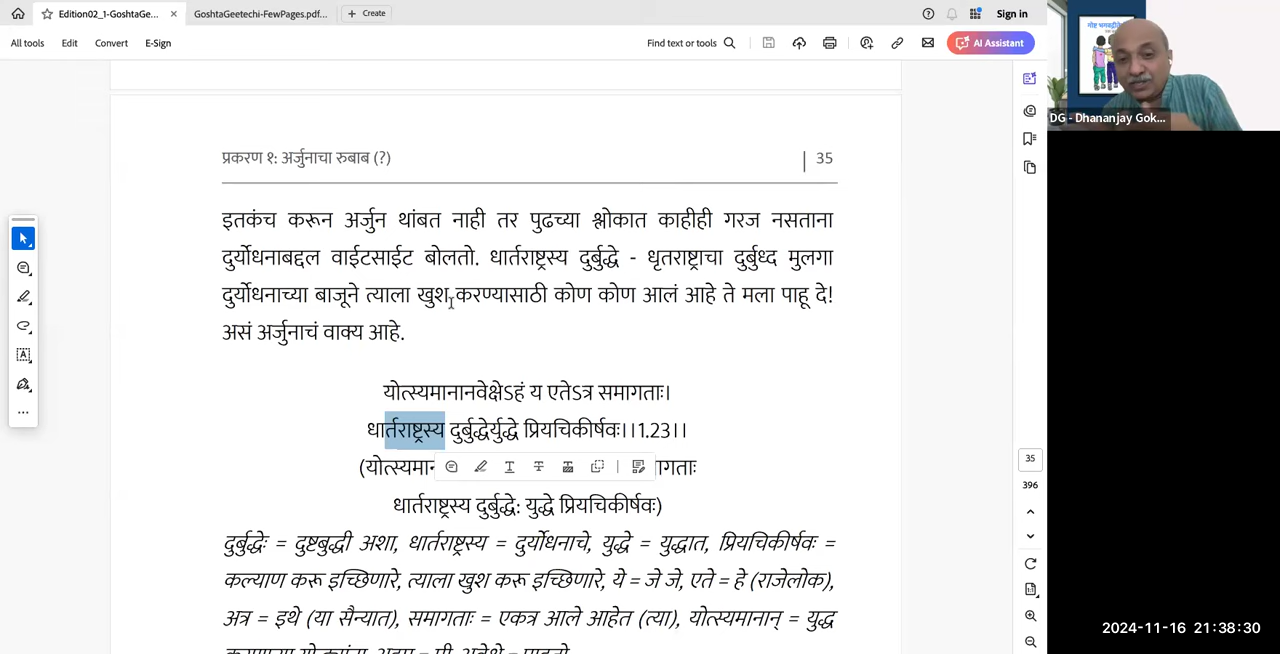 Edition02_1-GoshtaGe...
GoshtaGeetechi-FewPages.pdf...
+ Create
Sign in
All tools Edit Convert E-Sign
Find text or tools
AI Assistant
DG - Dhananjay Gok...
प्रकरण १: अर्जुनाचा रुबाब (?) | 35
इतकंच करून अर्जुन थांबत नाही तर पुढच्या श्लोकात काहीही गरज नसताना
दुर्योधनाबद्दल वाईटसाईट बोलतो. धार्तराष्ट्रस्य दुर्बुद्धे - धृतराष्ट्राचा दुर्बुध्द मुलगा
दुर्योधनाच्या बाजूने त्याला खुश करण्यासाठी कोण कोण आलं आहे ते मला पाहू दे!
असं अर्जुनाचं वाक्य आहे.
योत्स्यमानानवेक्षेऽहं य एतेऽत्र समागताः।
धार्तराष्ट्रस्य दुर्बुद्धेर्युद्धे प्रियचिकीर्षवः।।1.23।।
(योत्स्यमान
गताः
धार्तराष्ट्रस्य दुर्बुद्धे: युद्धे प्रियचिकीर्षवः)
दुर्बुद्धेः = दुष्टबुद्धी अशा, धार्तराष्ट्रस्य = दुर्योधनाचे, युद्धे = युद्धात, प्रियचिकीर्षवः =
कल्याण करू इच्छिणारे, त्याला खुश करू इच्छिणारे, ये = जे जे, एते = हे (राजेलोक),
अत्र = इथे (या सैन्यात), समागताः = एकत्र आले आहेत (त्या), योत्स्यमानान् = युद्ध
35
396
2024-11-16 21:38:30